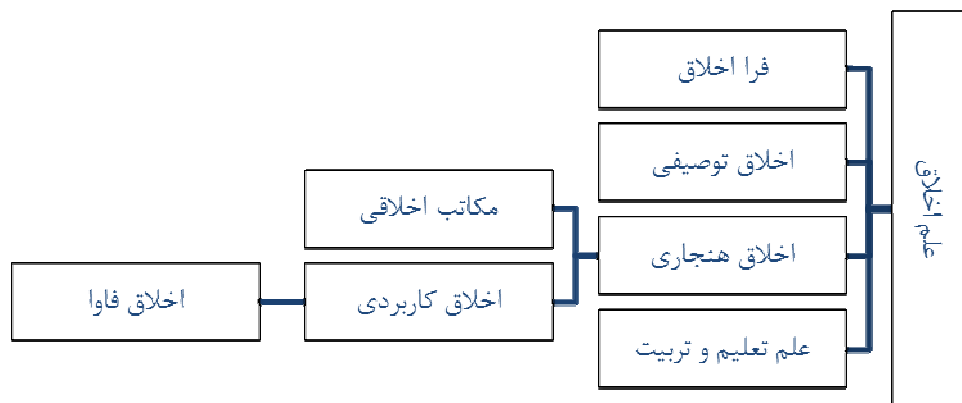 علم اخلاق
فرا اخلاق
اخلاق توصیفی
اخلاق هنجاری
علم تعلیم و تربیت
مکاتب اخلاقی
اخلاق کاربردی
اخلاق فاوا